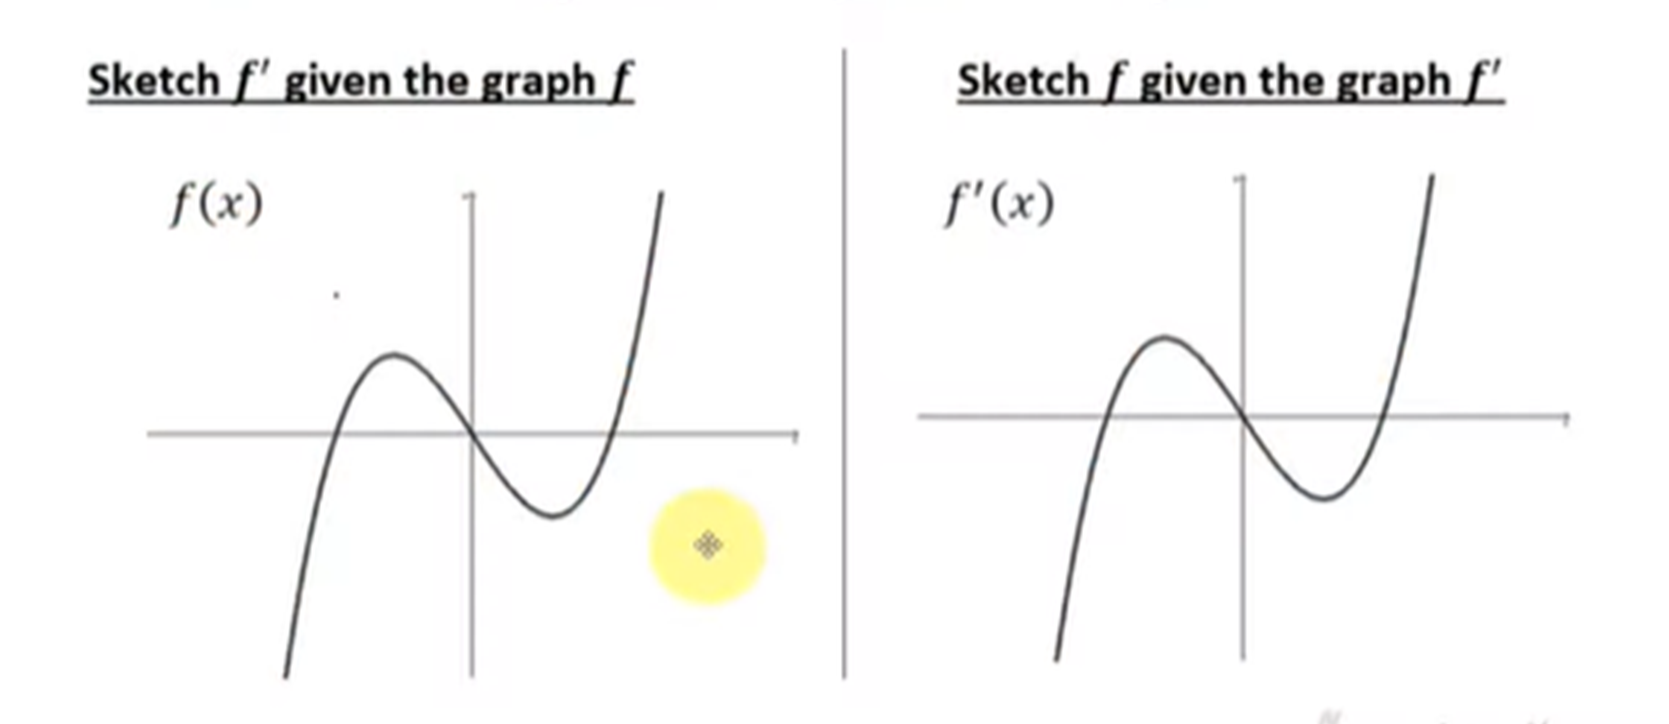 Sketch f′ given the graph f
f(x)
Sketch f given the graph f′
f′(x)